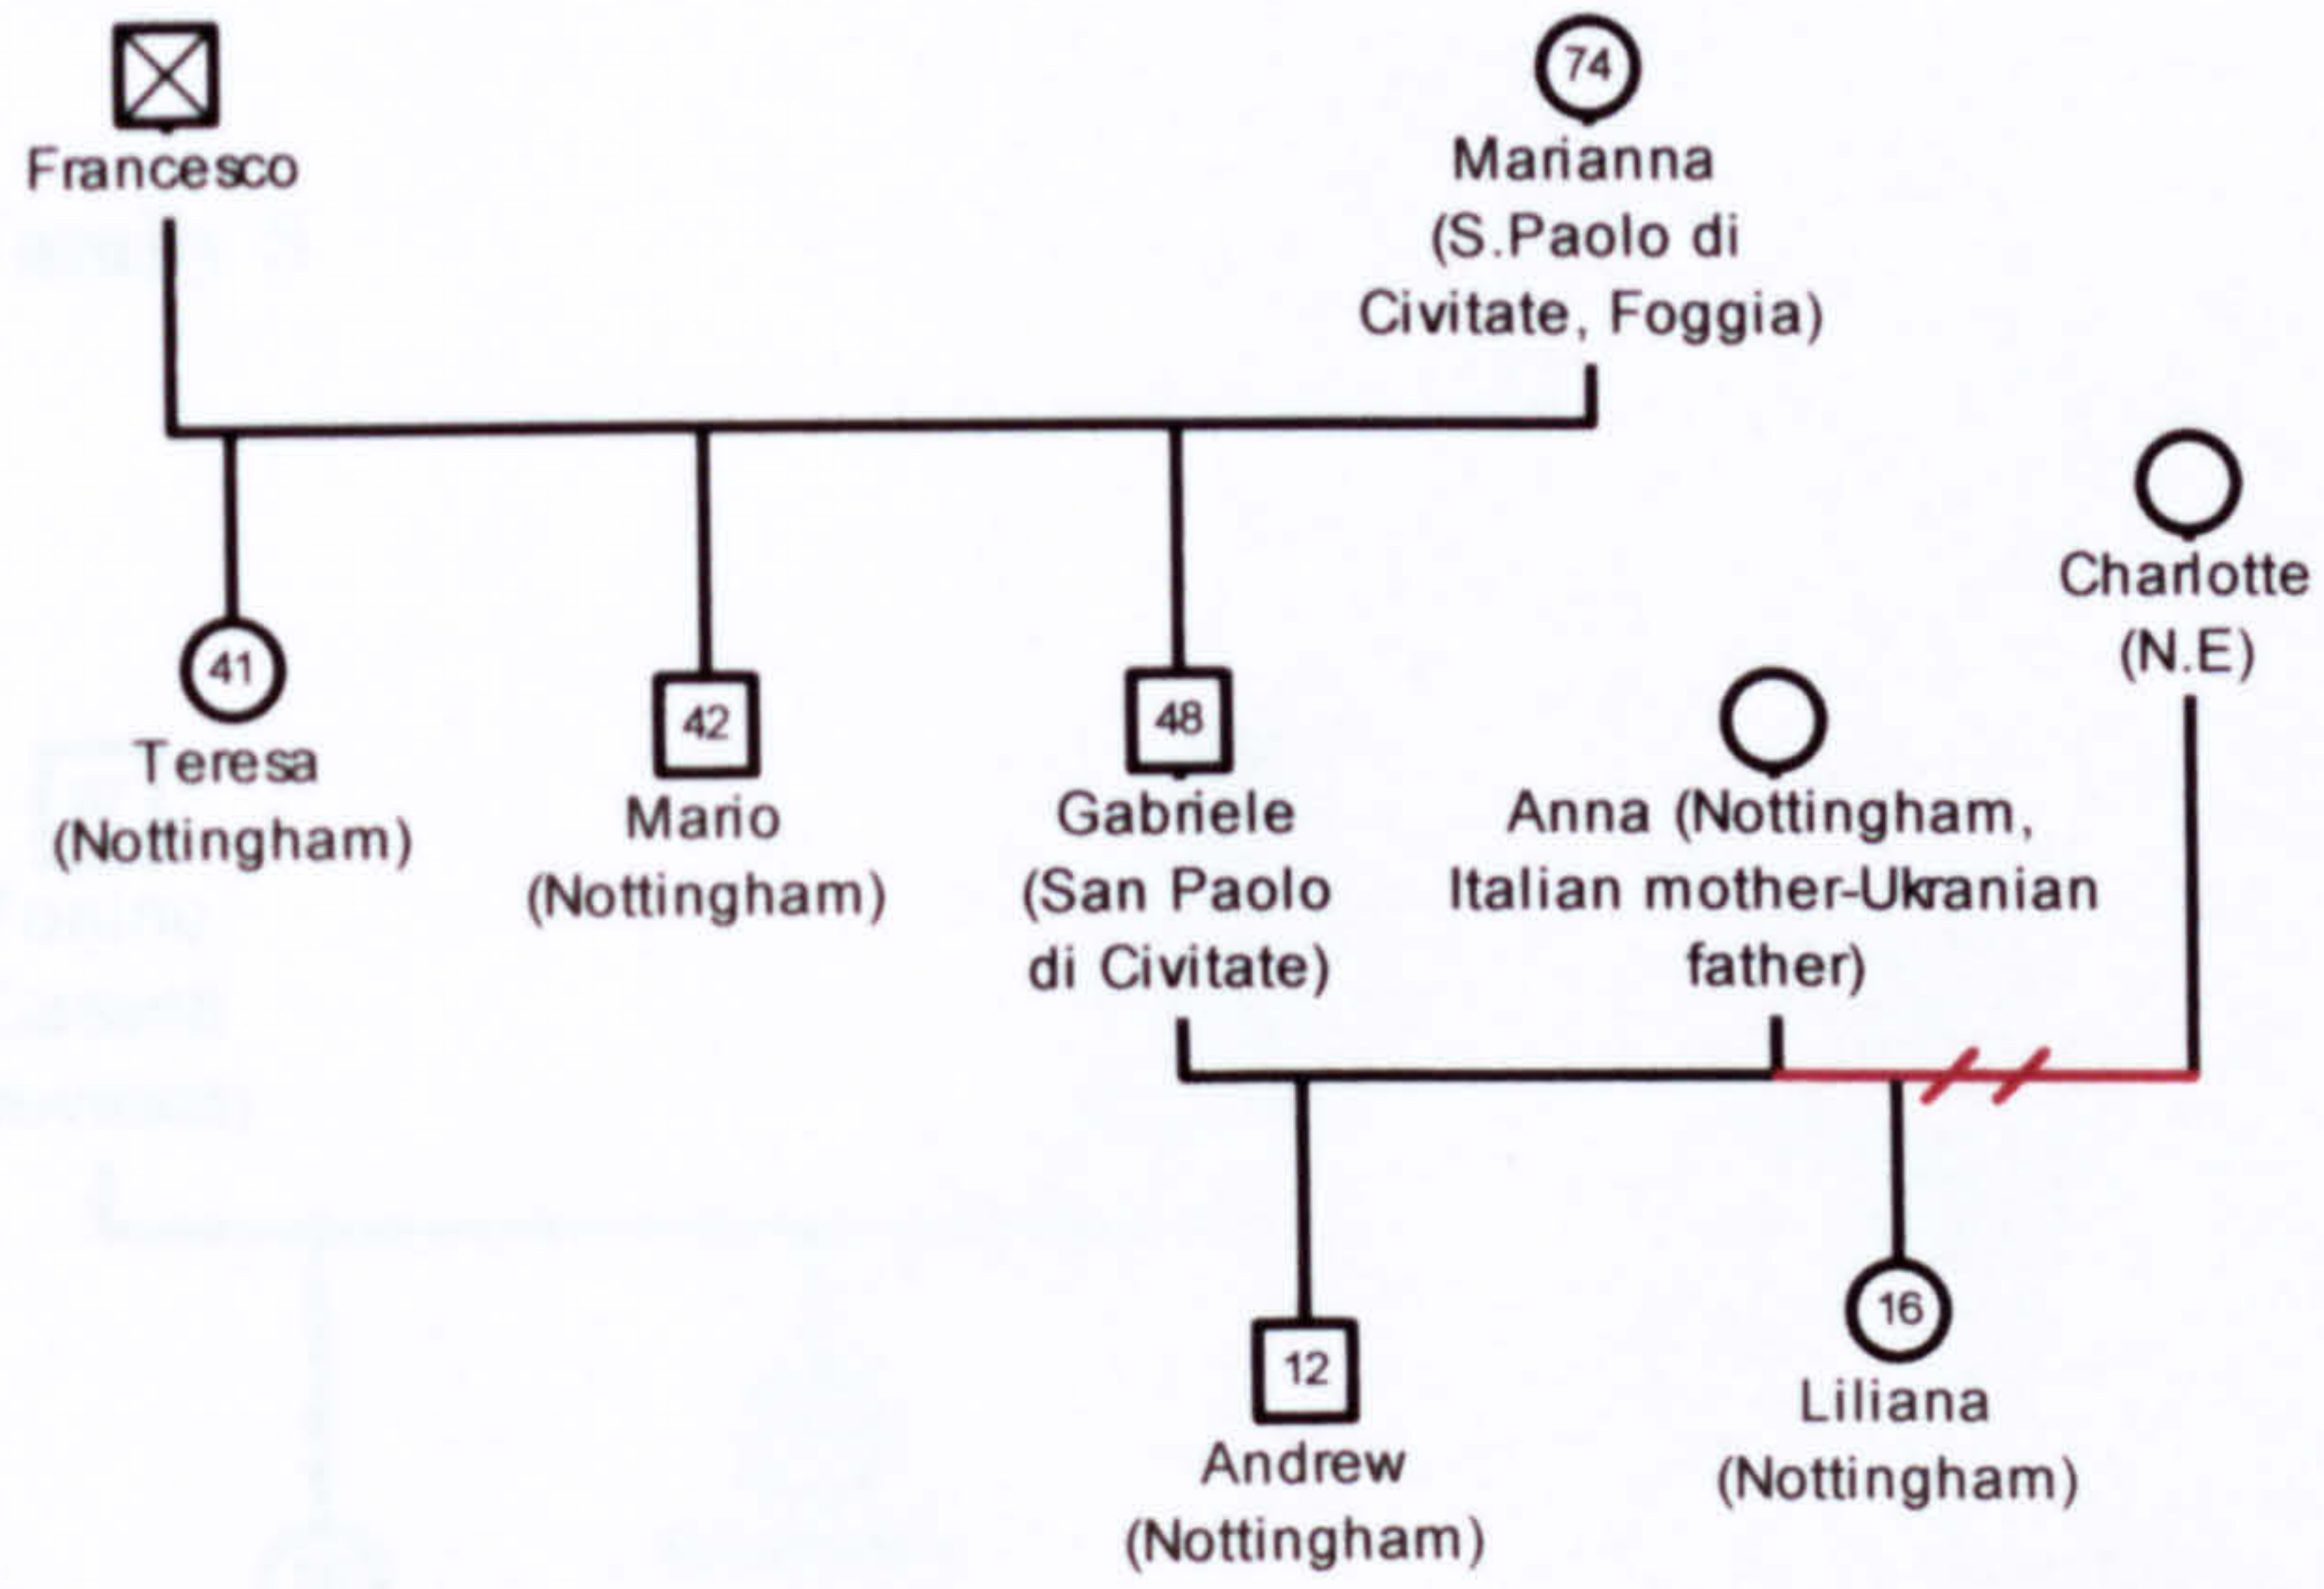 Francesco
74
Marianna
(S.Paolo di
Civitate, Foggia)
Charlotte
(N.E)
41
Teresa
(Nottingham)
42
Mario
(Nottingham)
48
Gabriele
(San Paolo
di Civitate)
Anna (Nottingham,
Italian mother-Ukranian
father)
12
Andrew
(Nottingham)
16
Liliana
(Nottingham)